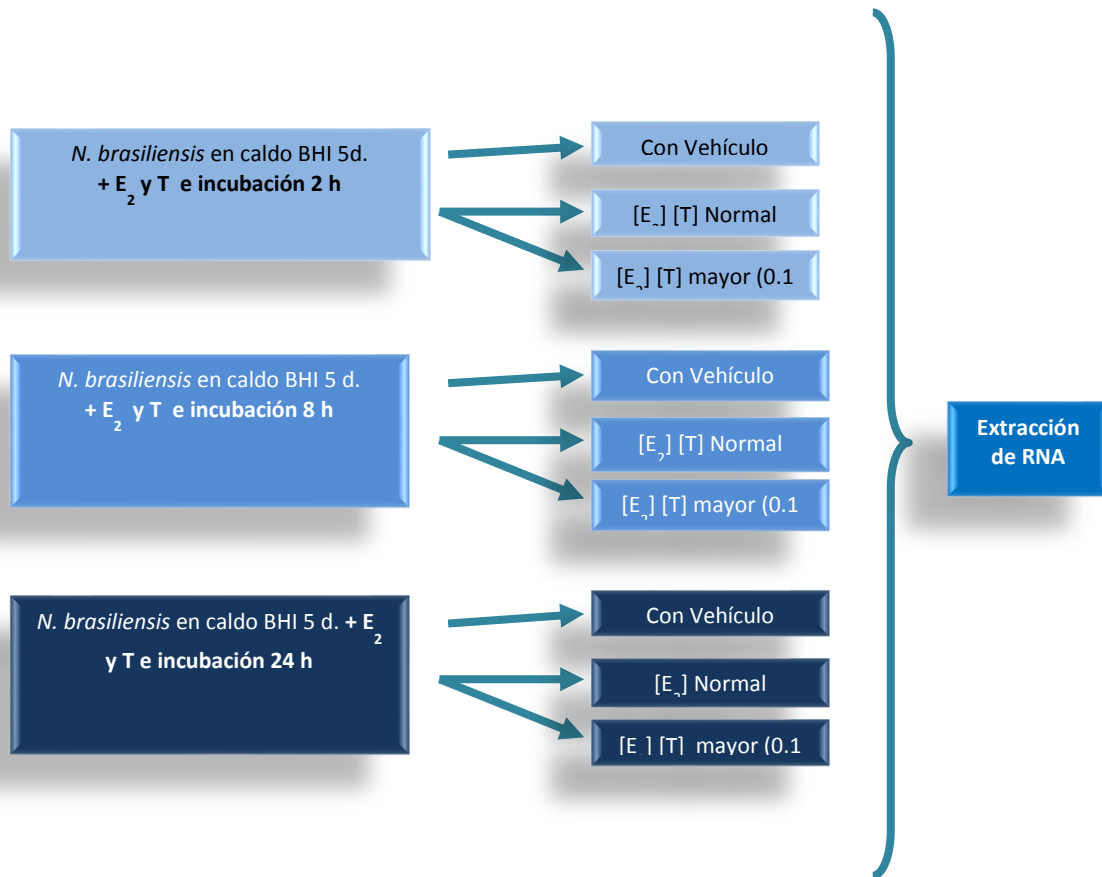 N. brasiliensis en caldo BHI 5d.
+ E2 y T e incubación 2 h
Con Vehículo
[E2] [T] Normal
[E2] [T] mayor (0.1
N. brasiliensis en caldo BHI 5 d.
+ E2 y T e incubación 8 h
Con Vehículo
[E2] [T] Normal
[E2] [T] mayor (0.1
N. brasiliensis en caldo BHI 5 d. + E2
y T e incubación 24 h
Con Vehículo
[E2] Normal
[E2] [T] mayor (0.1
Extracción
de RNA